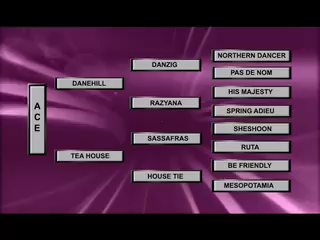 ACE
DANEHILL
TEA HOUSE
DANZIG
RAZYANA
SASSAFRAS
HOUSE TIE
NORTHERN DANCER
PAS DE NOM
HIS MAJESTY
SPRING ADIEU
SHESHOON
RUTA
BE FRIENDLY
MESOPOTAMIA